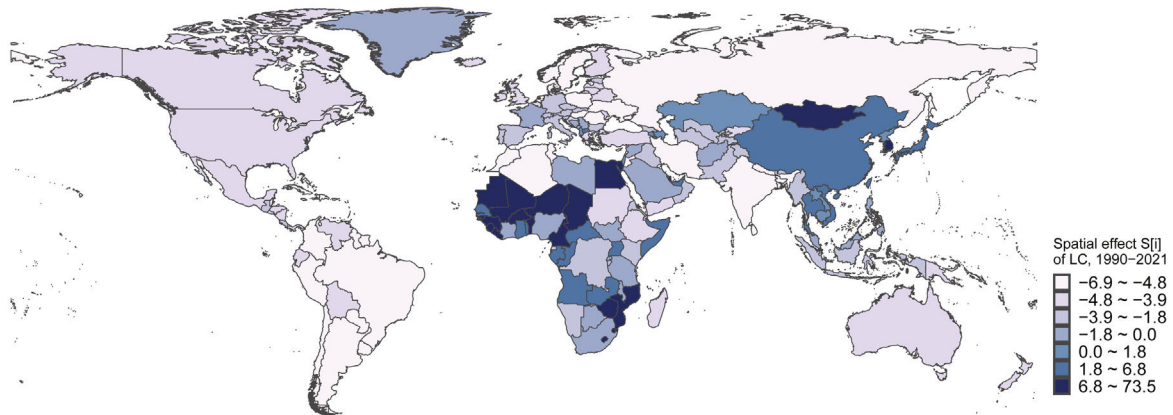 Spatial effect S[i]
of LC, 1990−2021
−6.9 ~ −4.8
−4.8 ~ −3.9
−3.9 ~ −1.8
−1.8 ~ 0.0
0.0 ~ 1.8
1.8 ~ 6.8
6.8 ~ 73.5